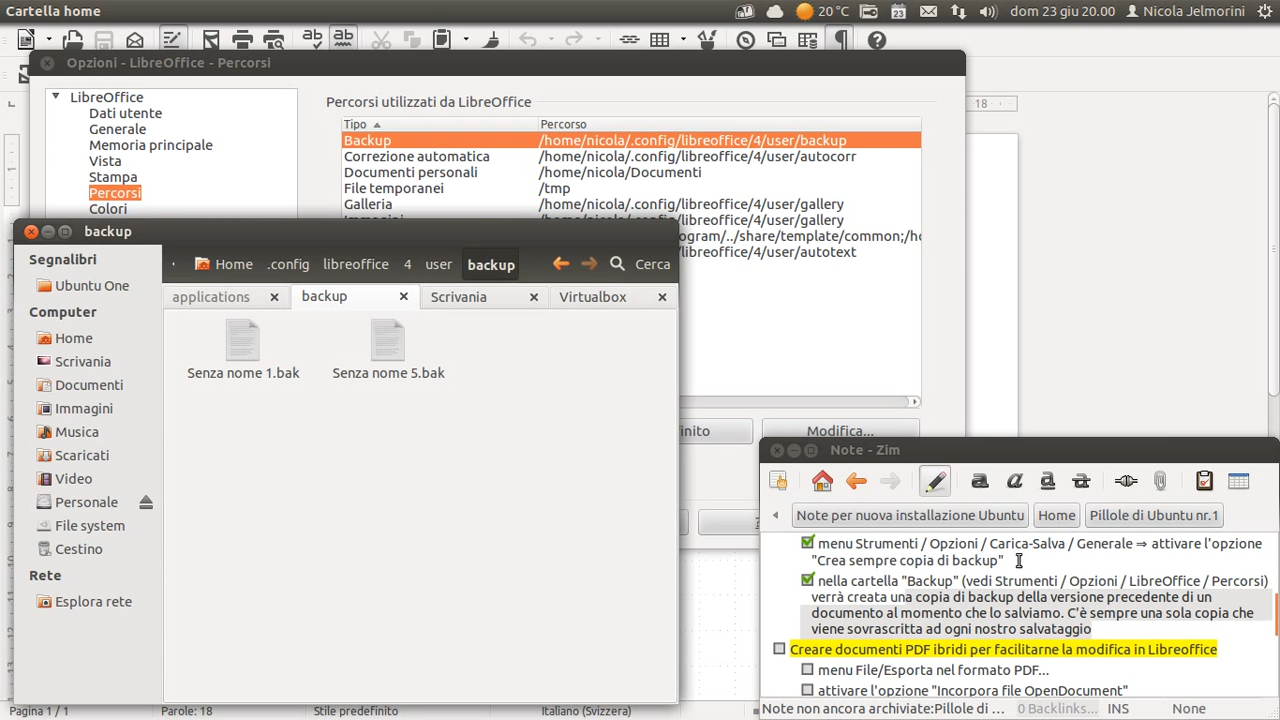 Cartella home
20 °C
23
dom 23 giu 20.00
Nicola Jelmorini
Opzioni - LibreOffice - Percorsi
18
LibreOffice
Dati utente
Generale
Memoria principale
Vista
Stampa
Percorsi
Colori
Percorsi utilizzati da LibreOffice
Tipo Percorso
Backup /home/nicola/.config/libreoffice/4/user/backup
Correzione automatica /home/nicola/.config/libreoffice/4/user/autocorr
Documenti personali /home/nicola/Documenti
File temporanei /tmp
Galleria /home/nicola/.config/libreoffice/4/user/gallery
Immagini /home/nicola/.config/libreoffice/4/user/gallery
ogram/../share/template/common;/h
libreoffice/4/user/autotext
inito
Modifica...
backup
Home .config libreoffice 4 user backup
Cerca
applications
backup
Scrivania
Virtualbox
Segnalibri
Ubuntu One
Computer
Home
Scrivania
Documenti
Immagini
Musica
Scaricati
Video
Personale
File system
Cestino
Rete
Esplora rete
Senza nome 1.bak
Senza nome 5.bak
Note - Zim
Note per nuova installazione Ubuntu
Home
Pillole di Ubuntu nr.1
menu Strumenti / Opzioni / Carica-Salva / Generale ⇒ attivare l'opzione
"Crea sempre copia di backup"
nella cartella "Backup" (vedi Strumenti / Opzioni / LibreOffice / Percorsi)
verrà creata una copia di backup della versione precedente di un
documento al momento che lo salviamo. C'è sempre una sola copia che
viene sovrascritta ad ogni nostro salvataggio
Creare documenti PDF ibridi per facilitarne la modifica in Libreoffice
menu File/Esporta nel formato PDF...
attivare l'opzione "Incorpora file OpenDocument"
Note non ancora archiviate:Pillole di ...
0 Backlinks...
INS
None
Pagina 1 / 1
Parole: 18
Stile predefinito
Italiano (Svizzera)